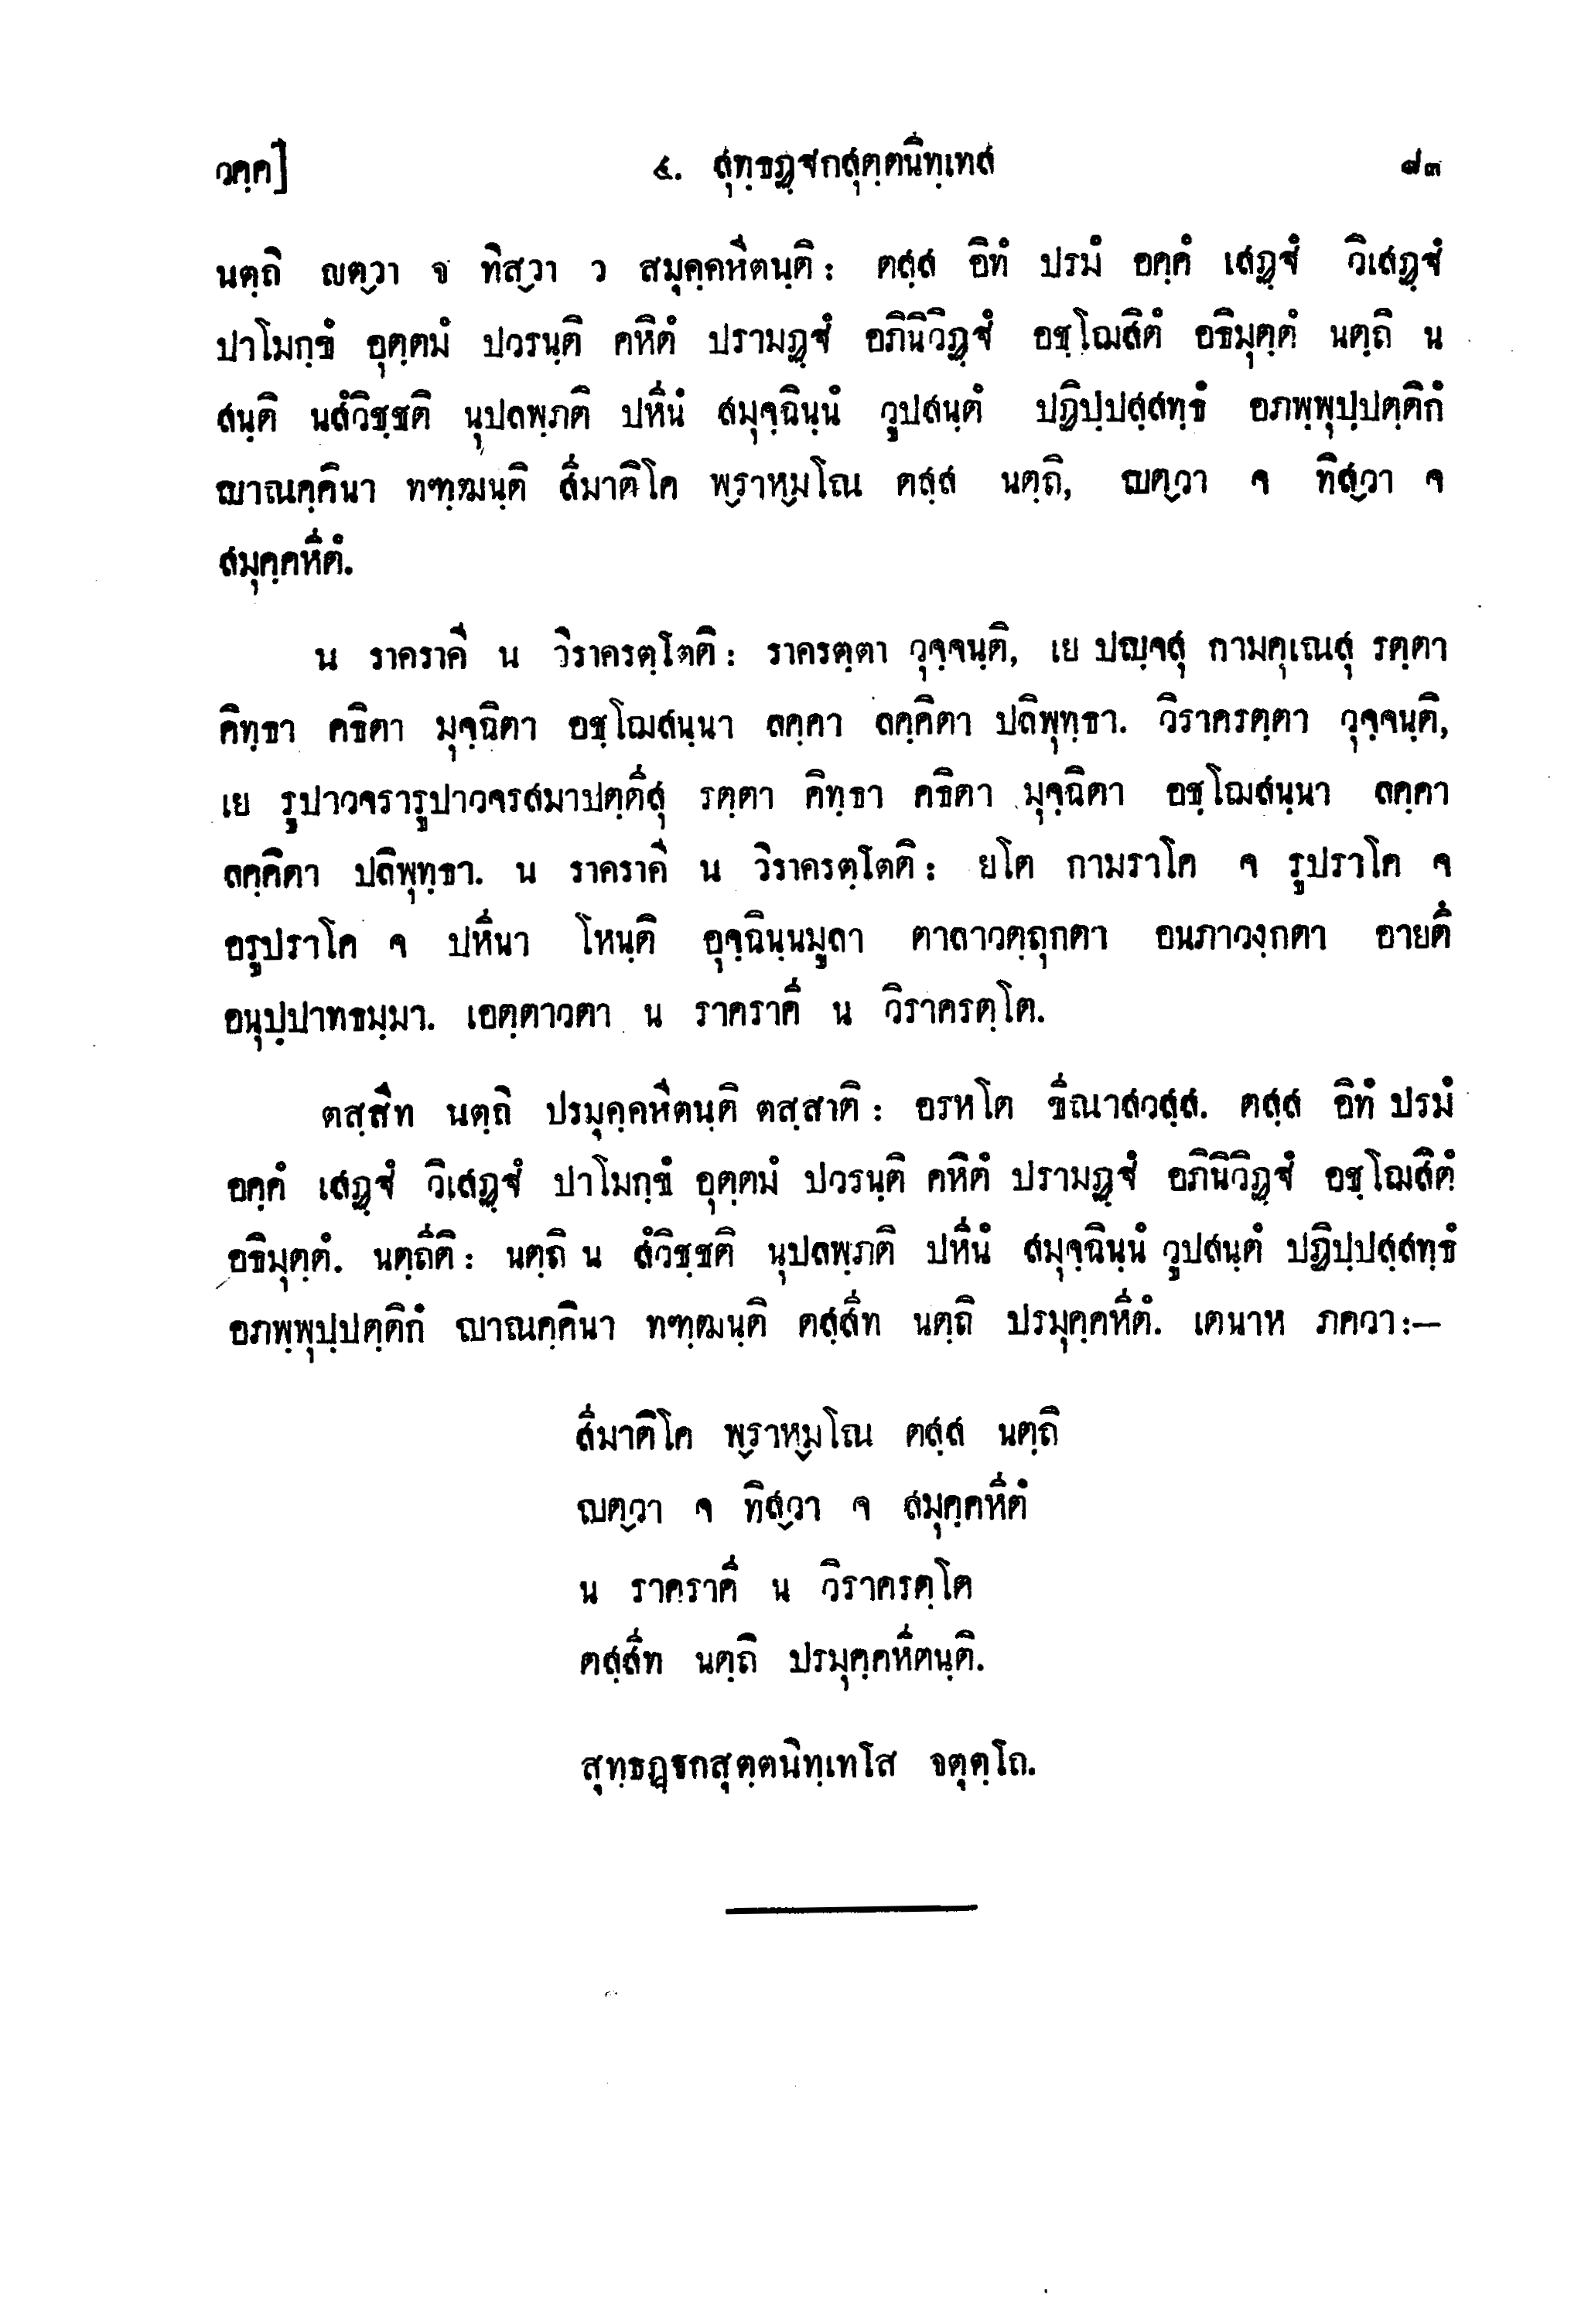 วคฺค] ๔. สุทฺธฏฺฐกสุตฺตนิทฺเทส ๘๓
นตฺถิ ญตฺวา จ ทิสฺวา ว สมุคฺคหีตนฺติ: ตสฺส อิทํ ปรมํ อคฺคํ เสฏฺฐํ วิเสฏฺฐํ
ปาโมกฺขํ อุตฺตมํ ปวรนฺติ คหิตํ ปรามฏฺฐํ อภินิวิฏฺฐํ อชฺโฌสิตํ อธิมุตฺตํ นตฺถิ น
สนฺติ นสํวิชฺชติ นุปลพฺภติ ปหีนํ สมุจฺฉินฺนํ วูปสนฺตํ ปฏิปฺปสฺสทฺธํ อภพฺพุปฺปตฺติกํ
ญาณคฺคินา ทฑฺฒนฺติ สีมาติโค พฺราหฺมโณ ตสฺส นตฺถิ, ญตฺวา จ ทิสฺวา จ
สมุคฺคหีตํ.
น ราคราคี น วิราครตฺโตติ: ราครตฺตา วุจฺจนฺติ, เย ปญฺจสุ กามคุเณสุ รตฺตา
คิทฺธา คธิตา มุจฺฉิตา อชฺโฌสนฺนา ลคฺคา ลคฺคิตา ปลิพุทฺธา. วิราครตฺตา วุจฺจนฺติ,
เย รูปาวจรารูปาวจรสมาปตฺตีสุ รตฺตา คิทฺธา คธิตา มุจฺฉิตา อชฺโฌสนฺนา ลคฺคา
ลคฺคิตา ปลิพุทฺธา. น ราคราคี น วิราครตฺโตติ: ยโต กามราโค จ รูปราโค จ
อรูปราโค จ ปหีนา โหนฺติ อุจฺฉินฺนมูลา ตาลาวตฺถุกตา อนภาวงฺกตา อายตึ
อนุปฺปาทธมฺมา. เอตฺตาวตา น ราคราคี น วิราครตฺโต.
ตสฺสีท นตฺถิ ปรมุคฺคหีตนฺติ ตสฺสาติ: อรหโต ขีณาสวสฺส. ตสฺส อิทํ ปรมํ
อคฺคํ เสฏฺฐํ วิเสฏฺฐํ ปาโมกฺขํ อุตฺตมํ ปวรนฺติ คหิตํ ปรามฏฺฐํ อภินิวิฏฺฐํ อชฺโฌสิตํ
อธิมุตฺตํ. นตฺถีติ: นตฺถิ น สํวิชฺชติ นุปลพฺภติ ปหีนํ สมุจฺฉินฺนํ วูปสนฺตํ ปฏิปฺปสฺสทฺธํ
อภพฺพุปฺปตฺติกํ ญาณคฺคินา ทฑฺฒนฺติ ตสฺสีท นตฺถิ ปรมุคฺคหีตํ. เตนาห ภควา:—
สีมาติโค พฺราหฺมโณ ตสฺส นตฺถิ
ญตฺวา จ ทิสฺวา จ สมุคฺคหีตํ
น ราคราคี น วิราครตฺโต
ตสฺสีท นตฺถิ ปรมุคฺคหีตนฺติ.
สุทฺธฏฺฐกสุตฺตนิทฺเทโส จตุตฺโถ.